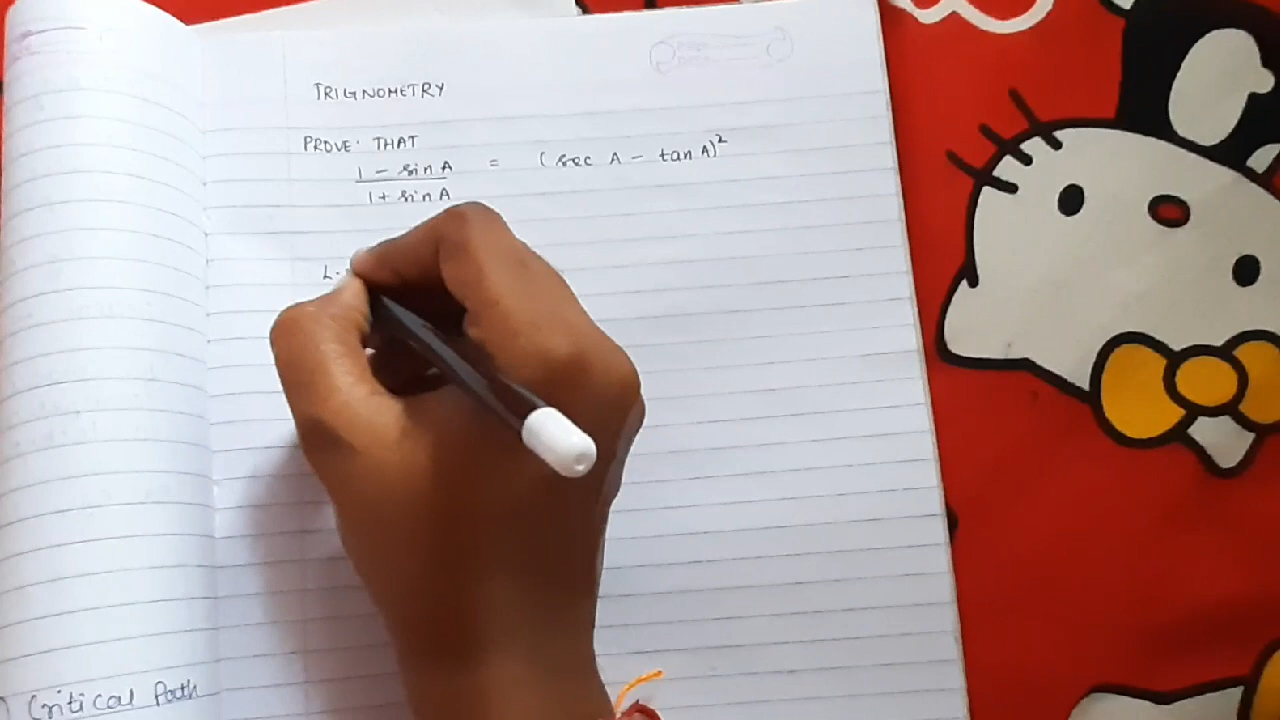 TRIGNOMETRY
PROVE. THAT
1 - sin A = (sec A - tan A)²
1 + sin A
L.
Critical Path